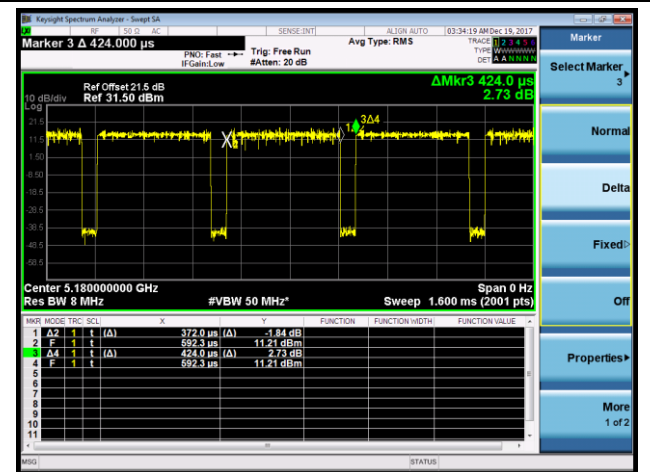 Keysight Spectrum Analyzer - Swept SA
RF 50 Ω AC SENSE:INT ALIGN AUTO 03:34:19 AM Dec 19, 2017
Marker 3 Δ 424.000 µs
PNO: Fast
IFGain:Low
Trig: Free Run
#Atten: 20 dB
Avg Type: RMS
TRACE 1 2 3 4 5 6
TYPE WWWWWW
DET A A N N N N
Ref Offset 21.5 dB
10 dB/div Ref 31.50 dBm
Log
ΔMkr3 424.0 µs
2.73 dB
21.5
11.5
1.50
-8.50
-18.5
-28.5
-38.5
-48.5
-58.5
3Δ4
Center 5.180000000 GHz Span 0 Hz
Res BW 8 MHz #VBW 50 MHz* Sweep 1.600 ms (2001 pts)
MKR MODE TRC SCL X Y FUNCTION FUNCTION WIDTH FUNCTION VALUE
1 Δ2 1 t (Δ) 372.0 µs (Δ) -1.84 dB
2 F 1 t 592.3 µs 11.21 dBm
3 Δ4 1 t (Δ) 424.0 µs (Δ) 2.73 dB
4 F 1 t 592.3 µs 11.21 dBm
5
6
7
8
9
10
11
MSG STATUS
Marker
Select Marker
3
Normal
Delta
Fixed
Off
Properties
More
1 of 2